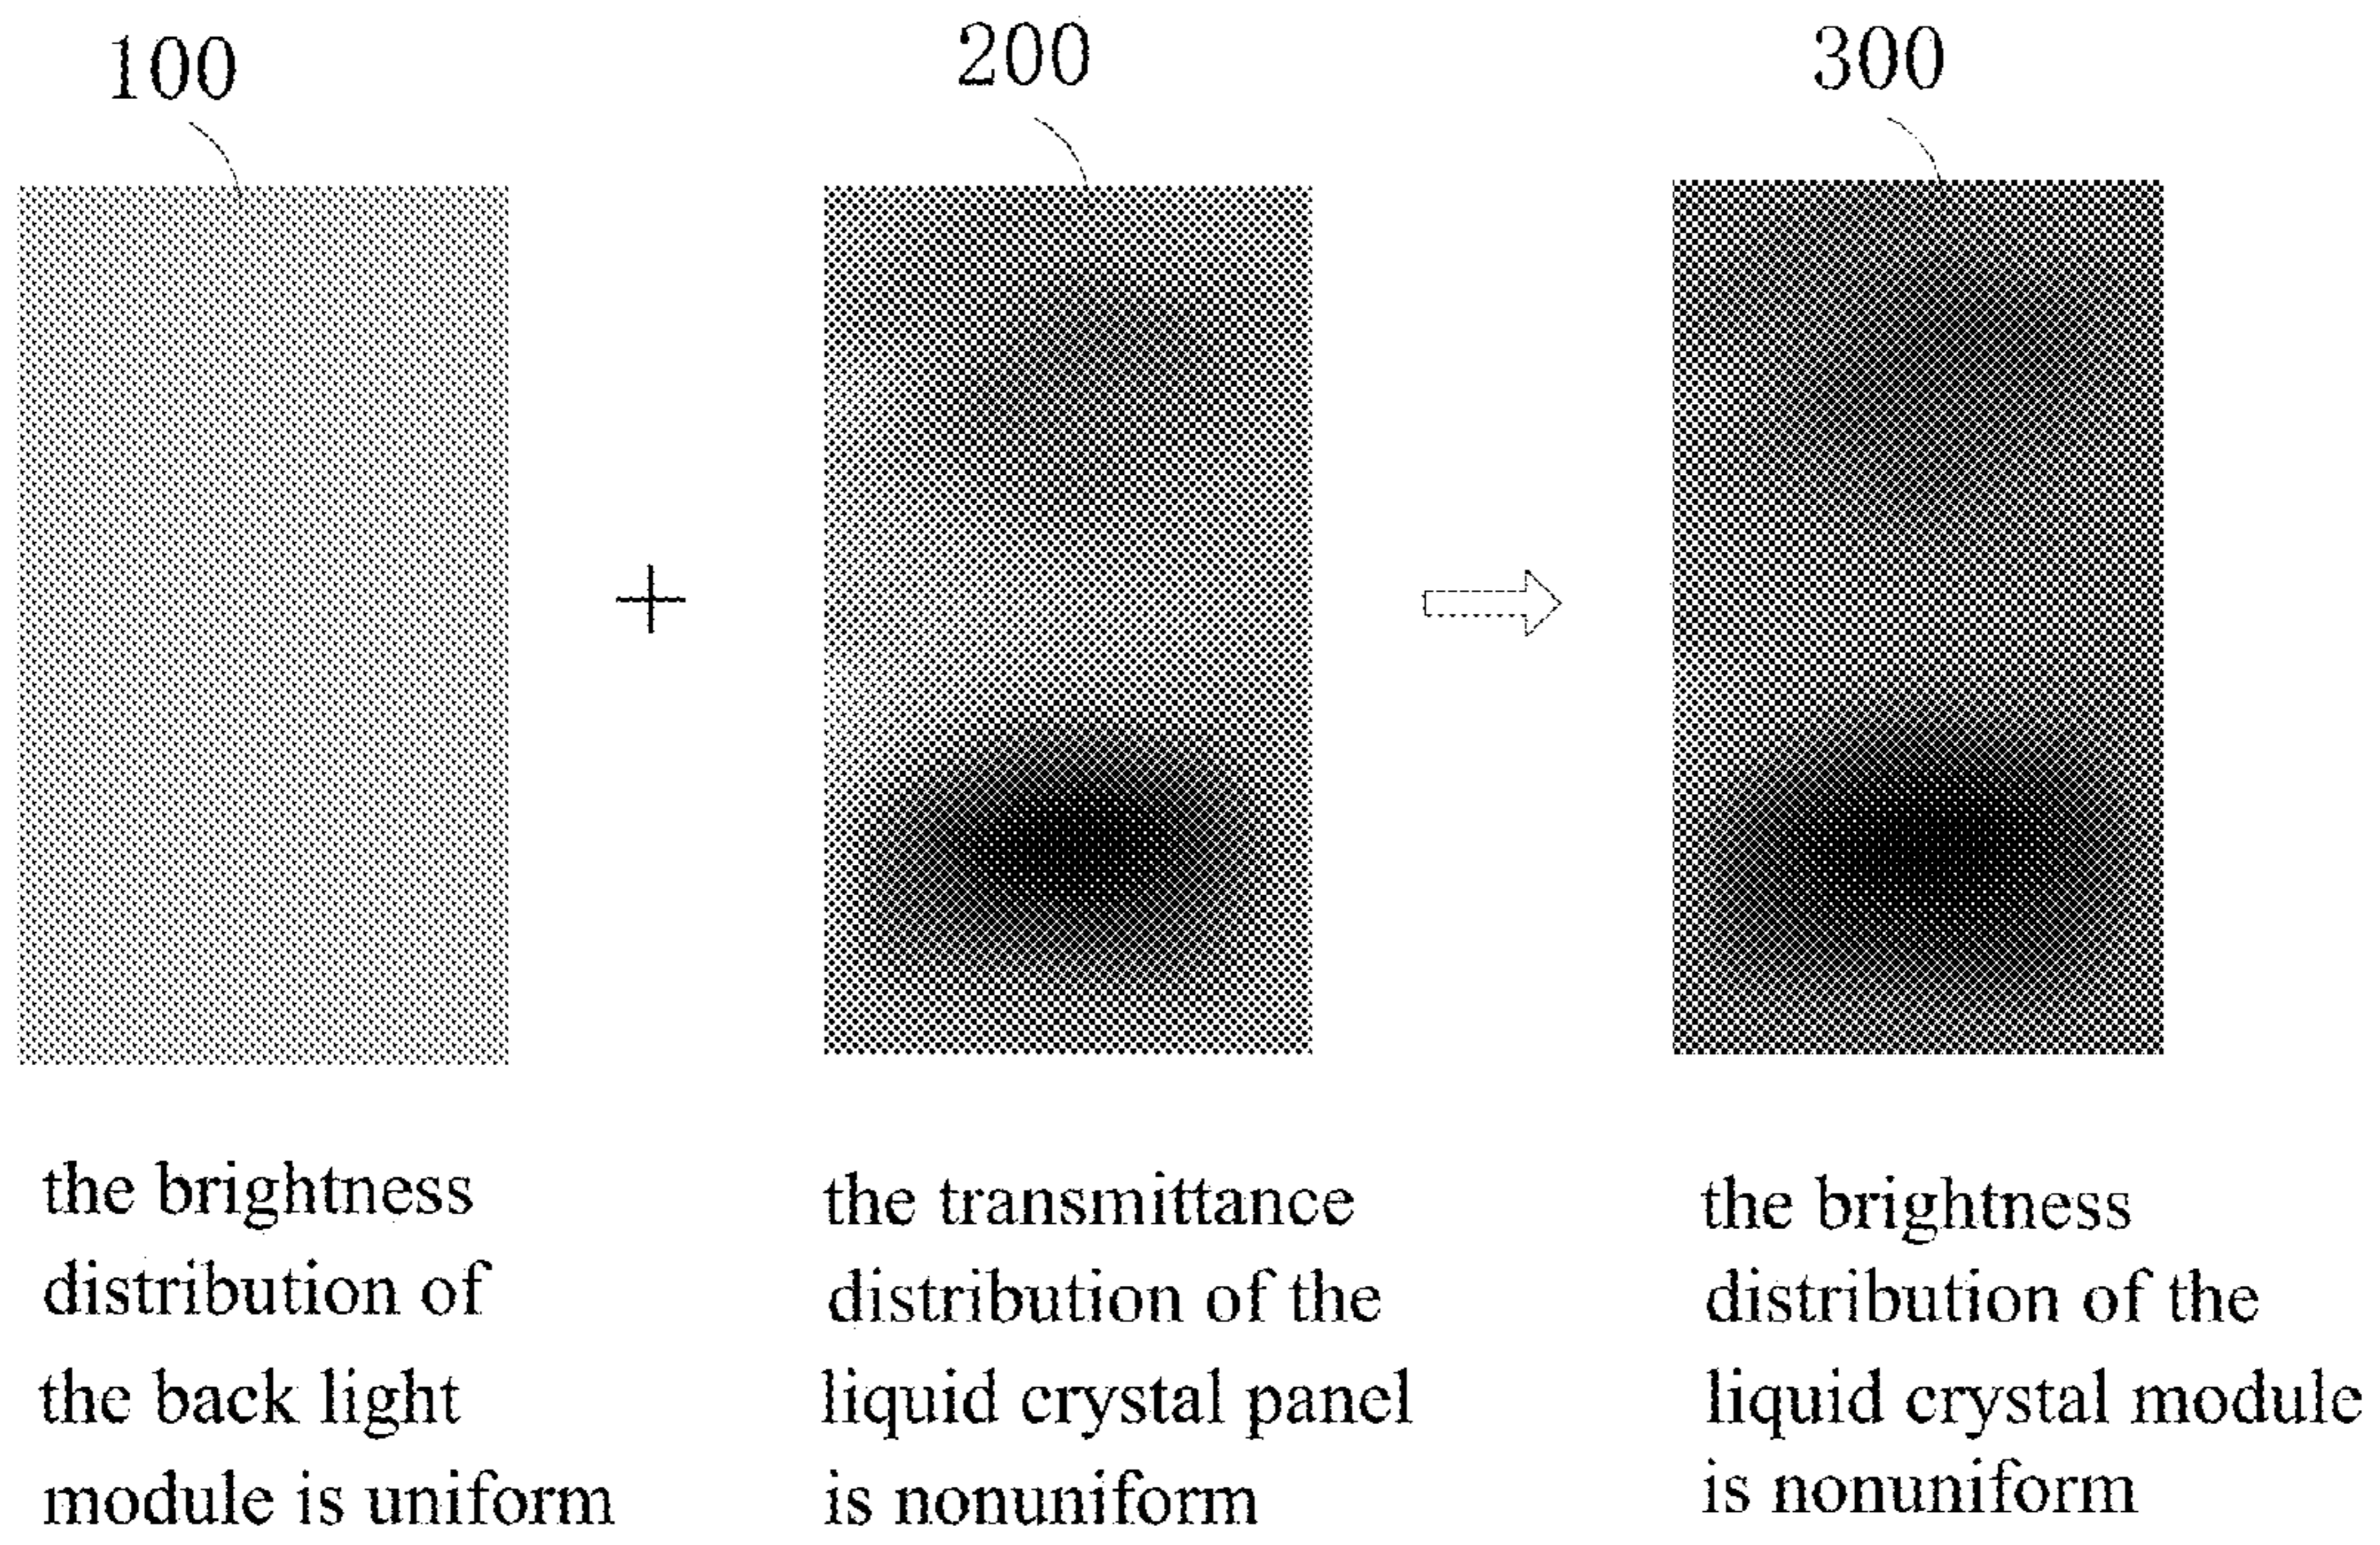 100
200
300
+
the brightness
distribution of
the back light
module is uniform
the transmittance
distribution of the
liquid crystal panel
is nonuniform
the brightness
distribution of the
liquid crystal module
is nonuniform